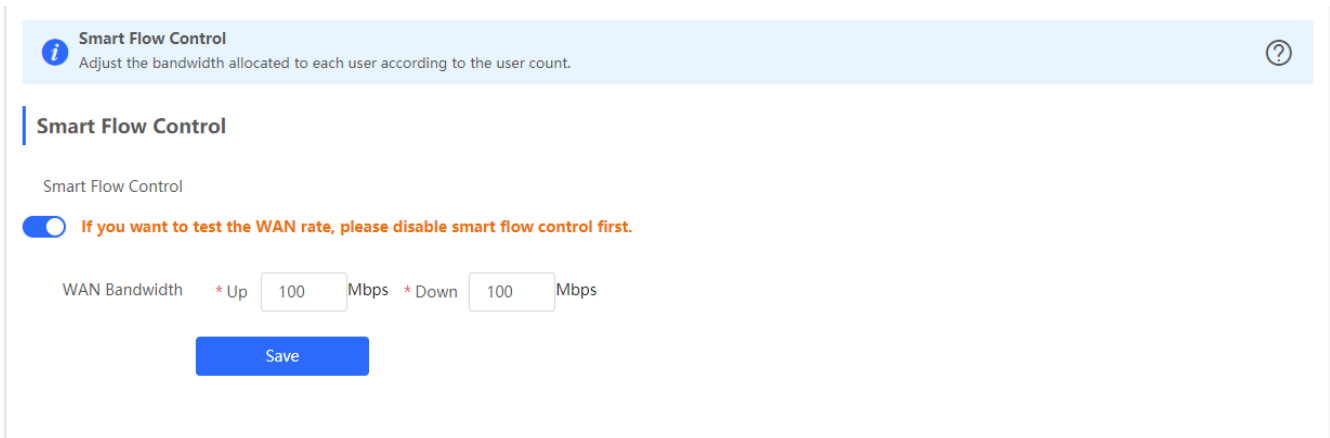 Smart Flow Control
Adjust the bandwidth allocated to each user according to the user count.
Smart Flow Control
Smart Flow Control
If you want to test the WAN rate, please disable smart flow control first.
WAN Bandwidth * Up 100 Mbps * Down 100 Mbps
Save